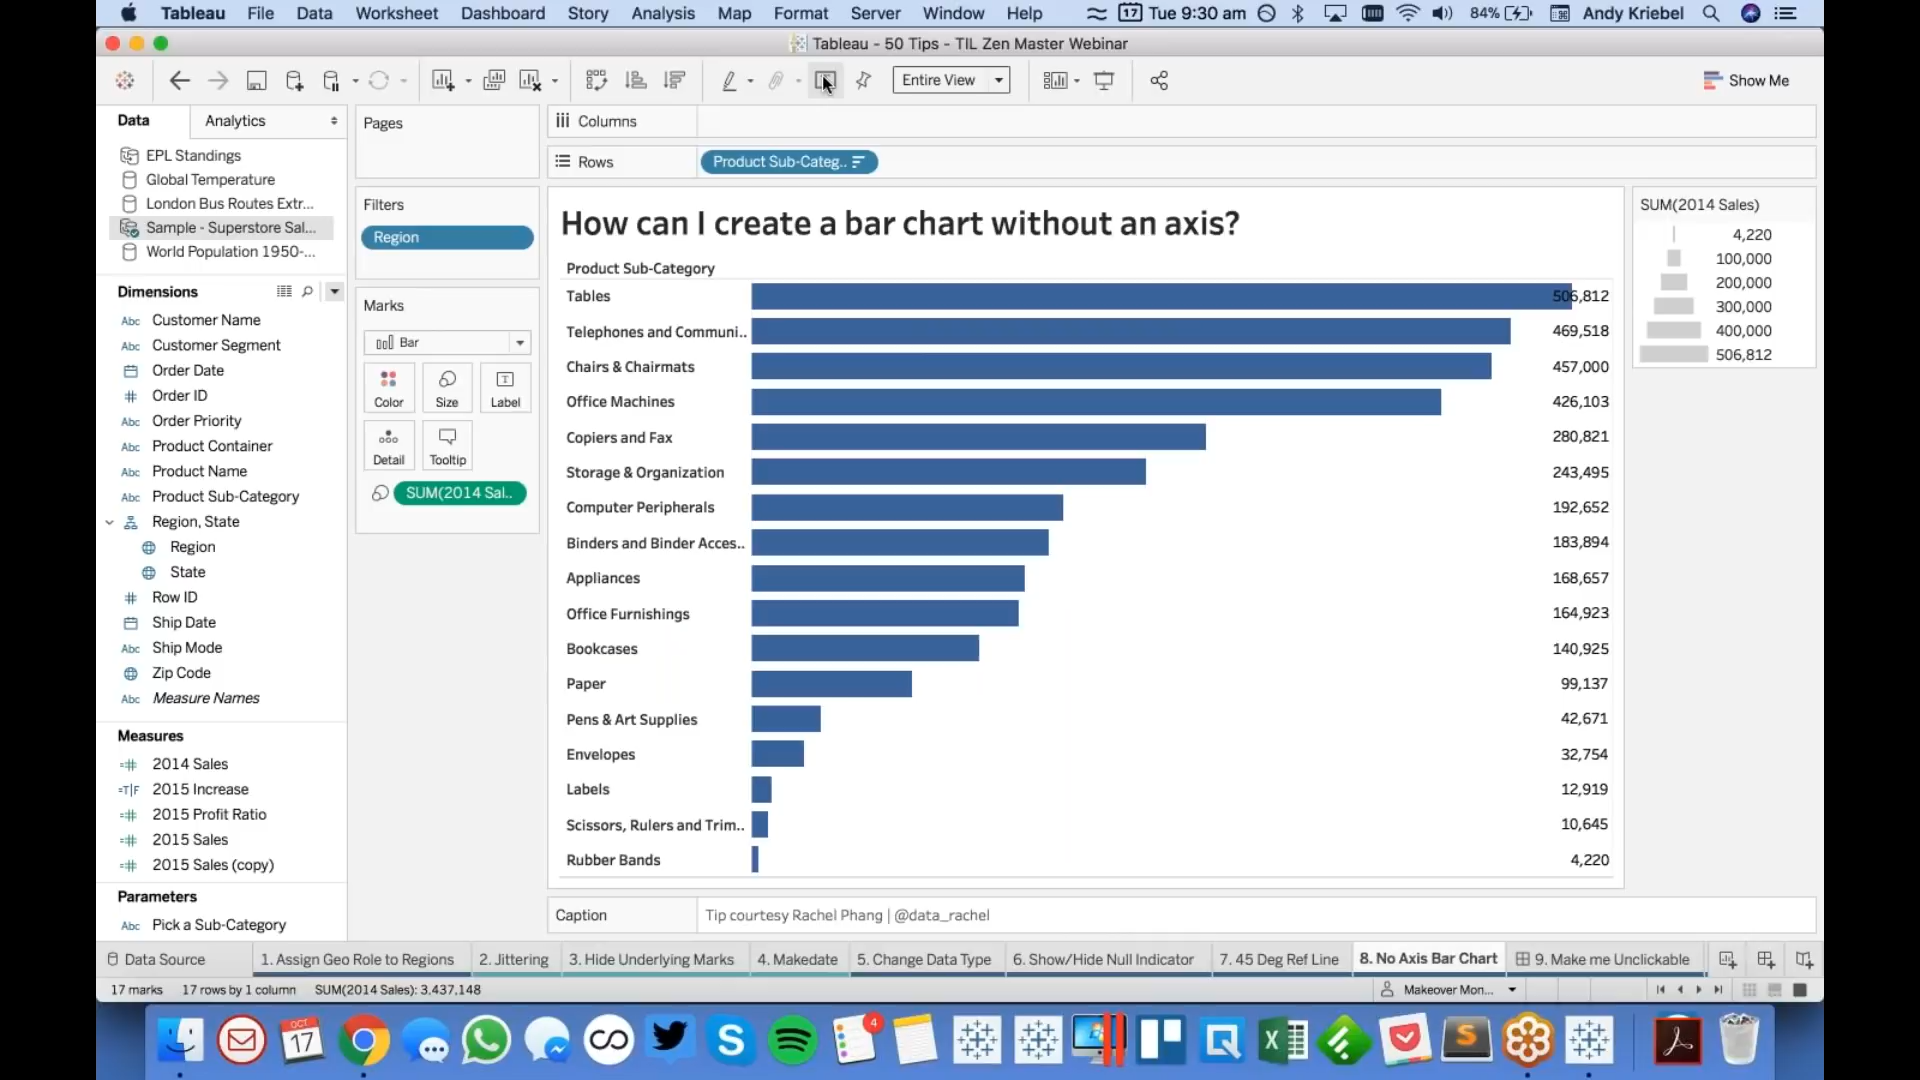 Tableau File Data Worksheet Dashboard Story Analysis Map Format Server Window Help 17 Tue 9:30 am 84% Andy Kriebel
Tableau - 50 Tips - TIL Zen Master Webinar
Entire View Show Me
Data Analytics
EPL Standings
Global Temperature
London Bus Routes Extr...
Sample - Superstore Sal...
World Population 1950-...
Dimensions
Abc Customer Name
Abc Customer Segment
Order Date
# Order ID
Abc Order Priority
Abc Product Container
Abc Product Name
Abc Product Sub-Category
Region, State
Region
State
# Row ID
Ship Date
Abc Ship Mode
Zip Code
Abc Measure Names
Measures
=# 2014 Sales
=T|F 2015 Increase
=# 2015 Profit Ratio
=# 2015 Sales
=# 2015 Sales (copy)
Parameters
Abc Pick a Sub-Category
Pages
Filters
Region
Marks
Bar
Color Size T Label
Detail Tooltip
SUM(2014 Sal..
Columns
Rows Product Sub-Categ..
How can I create a bar chart without an axis?
Product Sub-Category
Tables 506,812
Telephones and Communi.. 469,518
Chairs & Chairmats 457,000
Office Machines 426,103
Copiers and Fax 280,821
Storage & Organization 243,495
Computer Peripherals 192,652
Binders and Binder Acces.. 183,894
Appliances 168,657
Office Furnishings 164,923
Bookcases 140,925
Paper 99,137
Pens & Art Supplies 42,671
Envelopes 32,754
Labels 12,919
Scissors, Rulers and Trim.. 10,645
Rubber Bands 4,220
SUM(2014 Sales)
4,220
100,000
200,000
300,000
400,000
506,812
Caption Tip courtesy Rachel Phang | @data_rachel
Data Source 1. Assign Geo Role to Regions 2. Jittering 3. Hide Underlying Marks 4. Makedate 5. Change Data Type 6. Show/Hide Null Indicator 7. 45 Deg Ref Line 8. No Axis Bar Chart 9. Make me Unclickable
17 marks 17 rows by 1 column SUM(2014 Sales): 3,437,148 Makeover Mon...
OCT
17
4
S
S